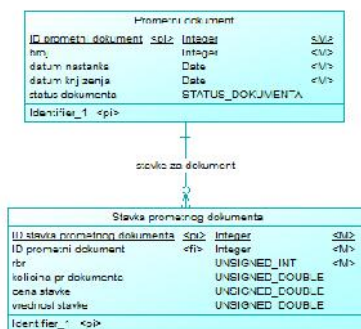 Prometni dokument
ID prometni dokument <pi> Integer <M>
broj Integer <M>
datum nastanka Date <M>
datum knjizenja Date <M>
status dokumenta STATUS_DOKUMENTA
Identifier_1 <pi>
stavke za dokument
Stavka prometnog dokumenta
ID stavka prometnog dokumenta <pi> Integer <M>
ID prometni dokument <fi> Integer <M>
rbr UNSIGNED_INT <M>
kolicina pr dokumenta UNSIGNED_DOUBLE
cena stavke UNSIGNED_DOUBLE
vrednost stavke UNSIGNED_DOUBLE
Identifier_1 <pi>